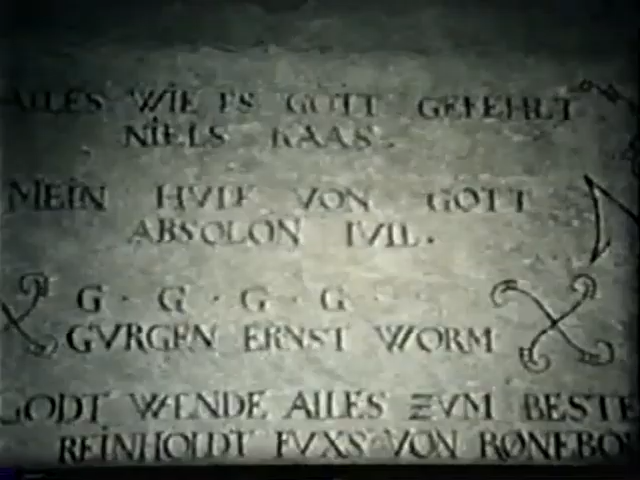 ALLES WIE ES GOTT GEFEHLT
NIELS KAAS.
MEIN HVLF VON GOTT
ABSOLON IVIL.
G · G · G · G
GVRGEN ERNST WORM
GODT WENDE ALLES ZVM BESTE
REINHOLDT FVXS VON RØNEBO